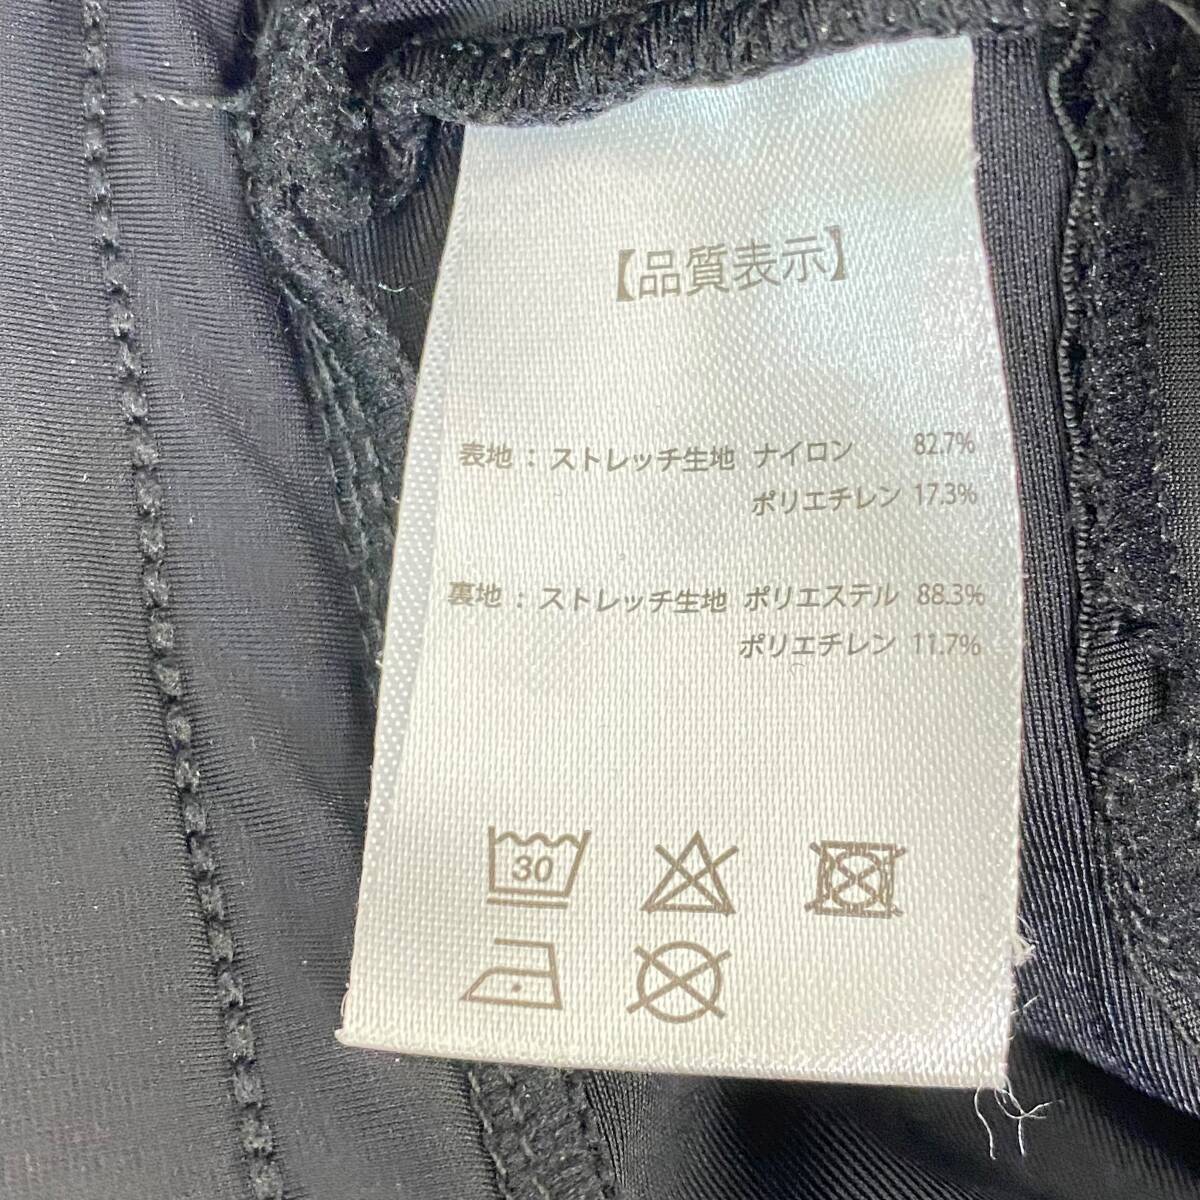 【品質表示】
表地 : ストレッチ生地 ナイロン 82.7%
ポリエチレン 17.3%
裏地 : ストレッチ生地 ポリエステル 88.3%
ポリエチレン 11.7%
30